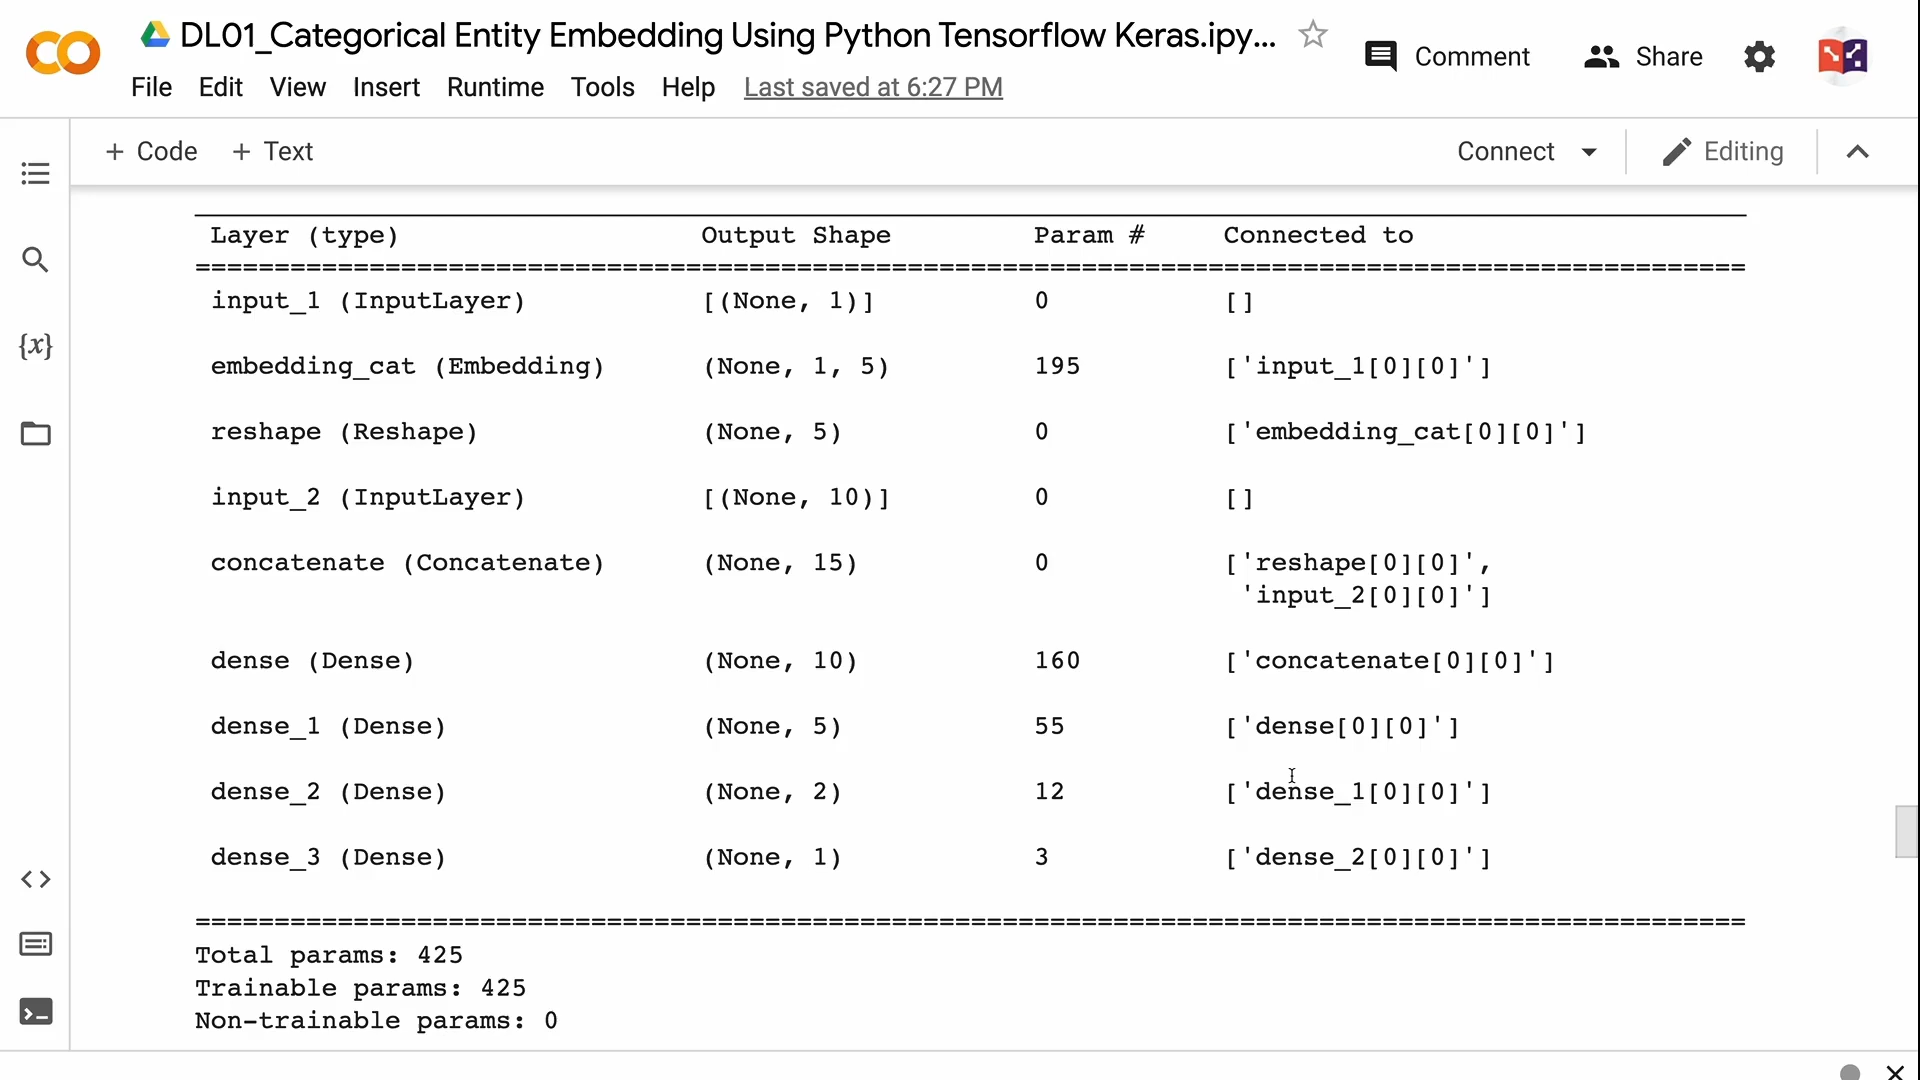 DL01_Categorical Entity Embedding Using Python Tensorflow Keras.ipy...
Comment
Share
File Edit View Insert Runtime Tools Help Last saved at 6:27 PM
+ Code + Text
Connect
Editing
{x}
Layer (type) Output Shape Param # Connected to
==================================================================================================
input_1 (InputLayer) [(None, 1)] 0 []
embedding_cat (Embedding) (None, 1, 5) 195 ['input_1[0][0]']
reshape (Reshape) (None, 5) 0 ['embedding_cat[0][0]']
input_2 (InputLayer) [(None, 10)] 0 []
concatenate (Concatenate) (None, 15) 0 ['reshape[0][0]',
'input_2[0][0]']
dense (Dense) (None, 10) 160 ['concatenate[0][0]']
dense_1 (Dense) (None, 5) 55 ['dense[0][0]']
dense_2 (Dense) (None, 2) 12 ['dense_1[0][0]']
dense_3 (Dense) (None, 1) 3 ['dense_2[0][0]']
==================================================================================================
Total params: 425
Trainable params: 425
Non-trainable params: 0